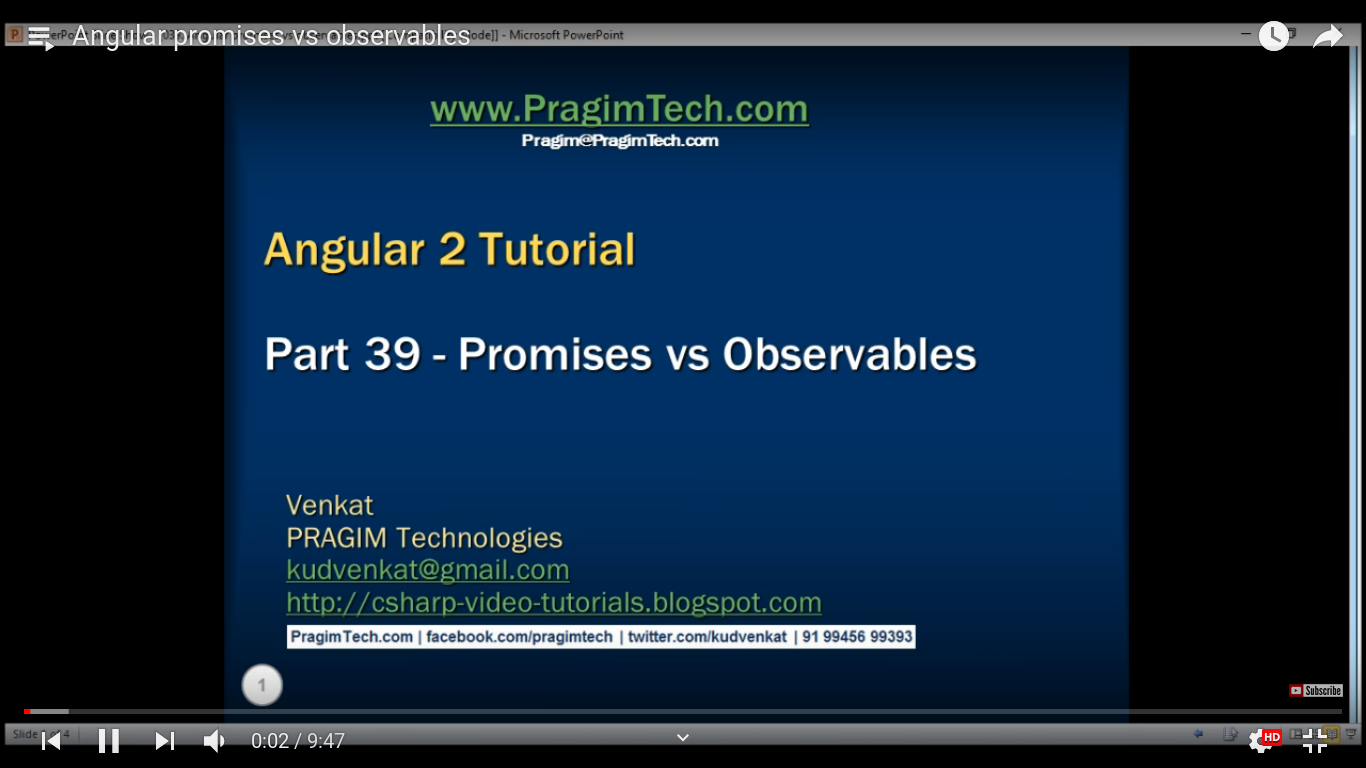 Angular promises vs observables
ode]] - Microsoft PowerPoint
www.PragimTech.com
Pragim@PragimTech.com
Angular 2 Tutorial
Part 39 - Promises vs Observables
Venkat
PRAGIM Technologies
kudvenkat@gmail.com
http://csharp-video-tutorials.blogspot.com
PragimTech.com | facebook.com/pragimtech | twitter.com/kudvenkat | 91 99456 99393
1
Subscribe
Slide
0:02 / 9:47
HD